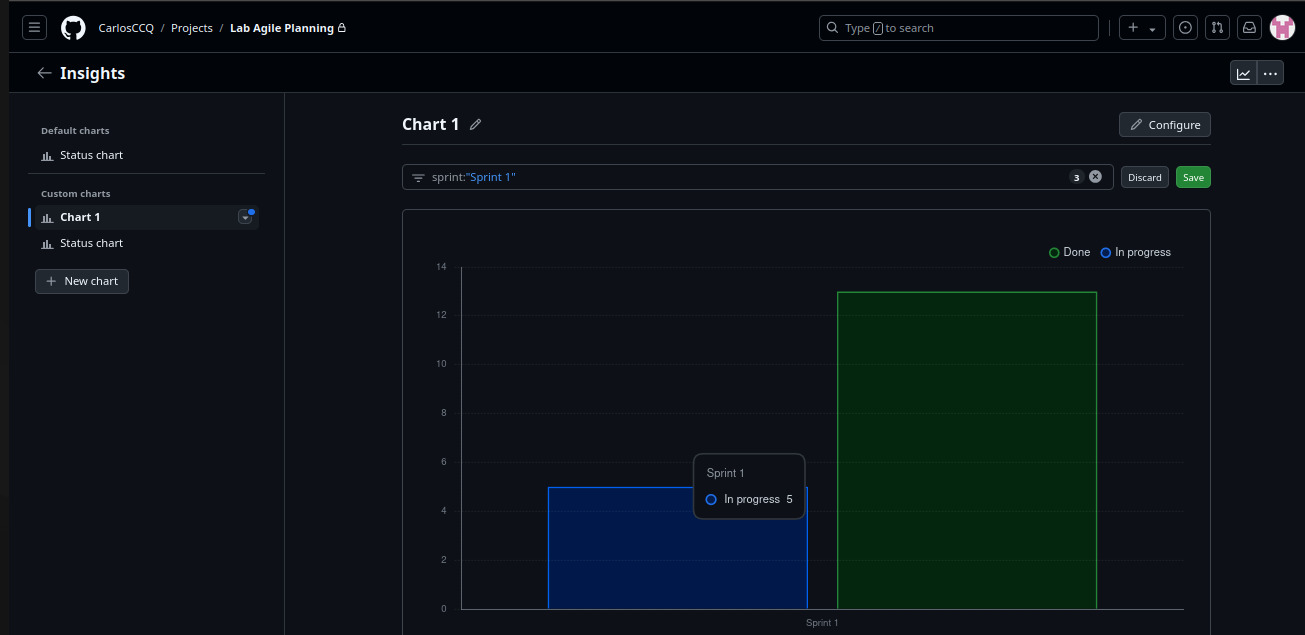 CarlosCCQ / Projects / Lab Agile Planning
Type / to search
Insights
Default charts
Status chart
Custom charts
Chart 1
Status chart
New chart
Chart 1
Configure
sprint:"Sprint 1"
3
Discard
Save
Done
In progress
14
12
10
8
6
4
2
0
Sprint 1
In progress 5
Sprint 1